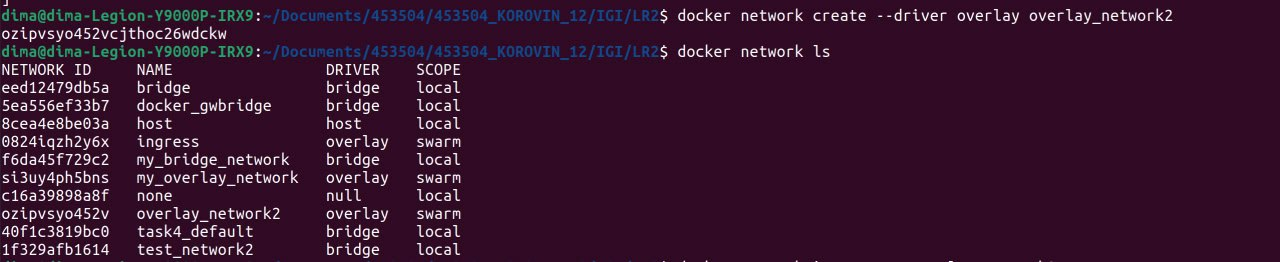 ]
dima@dima-Legion-Y9000P-IRX9:~/Documents/453504/453504_KOROVIN_12/IGI/LR2$ docker network create --driver overlay overlay_network2
ozipvsyo452vcjthoc26wdckw
dima@dima-Legion-Y9000P-IRX9:~/Documents/453504/453504_KOROVIN_12/IGI/LR2$ docker network ls
NETWORK ID     NAME                 DRIVER    SCOPE
eed12479db5a   bridge               bridge    local
5ea556ef33b7   docker_gwbridge      bridge    local
8cea4e8be03a   host                 host      local
0824iqzh2y6x   ingress              overlay   swarm
f6da45f729c2   my_bridge_network    bridge    local
si3uy4ph5bns   my_overlay_network   overlay   swarm
c16a39898a8f   none                 null      local
ozipvsyo452v   overlay_network2     overlay   swarm
40f1c3819bc0   task4_default        bridge    local
1f329afb1614   test_network2        bridge    local